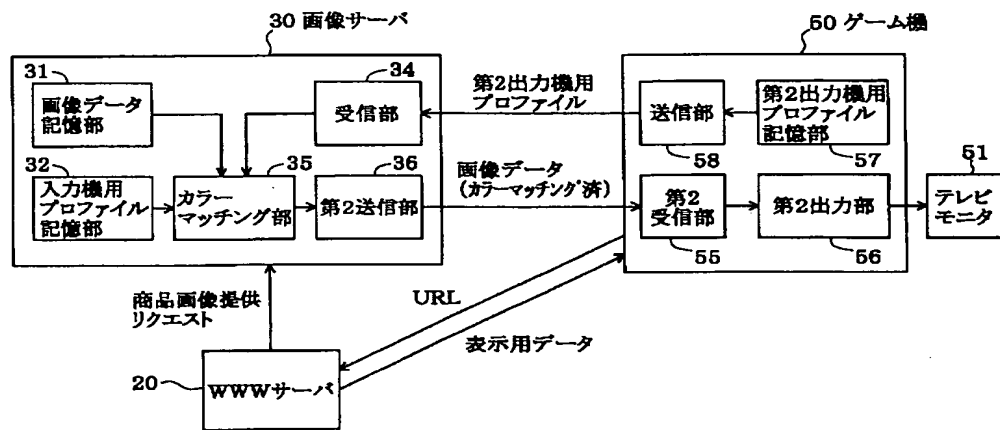 30 画像サーバ
50 ゲーム機
31
画像データ
記憶部
34
受信部
第2出力機用
プロファイル
送信部
58
第2出力機用
プロファイル
記憶部
57
32
入力機用
プロファイル
記憶部
35
カラー
マッチング部
36
第2送信部
画像データ
(カラーマッチング済)
第2
受信部
55
第2出力部
56
51
テレビ
モニタ
商品画像提供
リクエスト
URL
表示用データ
20
WWWサーバ